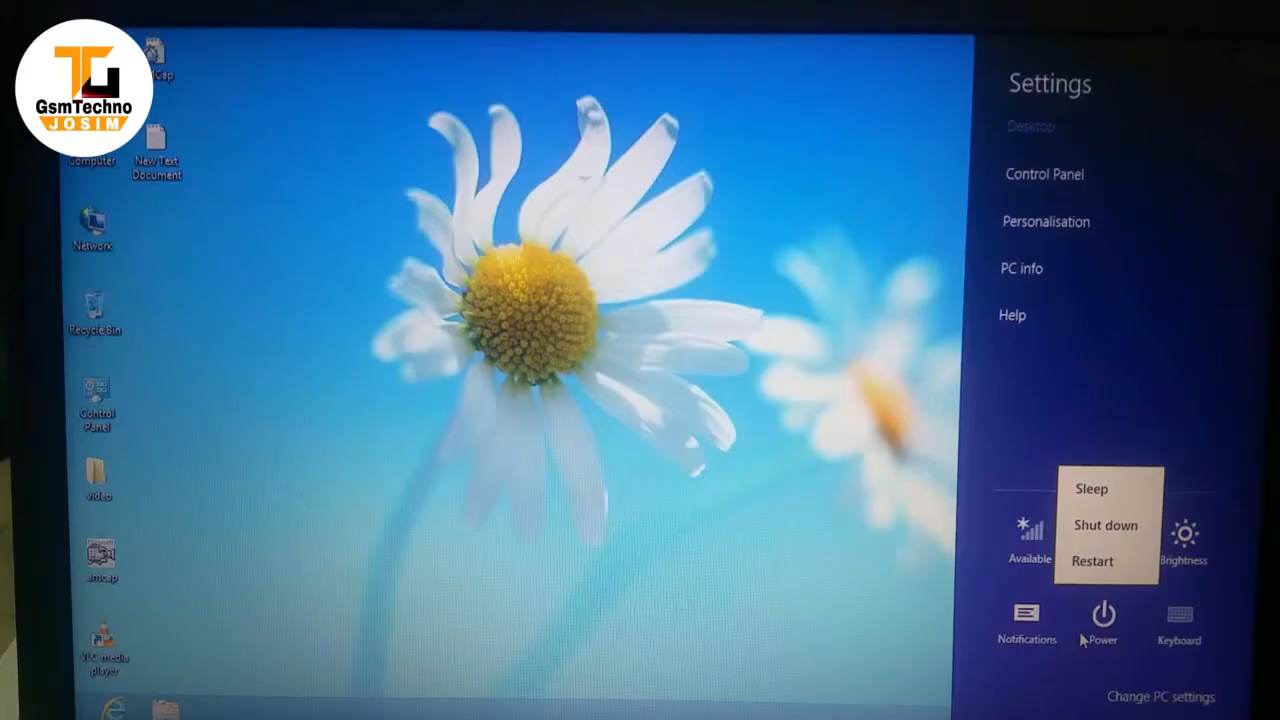 GsmTechno
JOSIM
Computer
New Text
Document
Network
Recycle Bin
Control
Panel
video
amcap
VLC media
player
Settings
Desktop
Control Panel
Personalisation
PC info
Help
Sleep
Shut down
Restart
Available
Brightness
Notifications
Power
Keyboard
Change PC settings